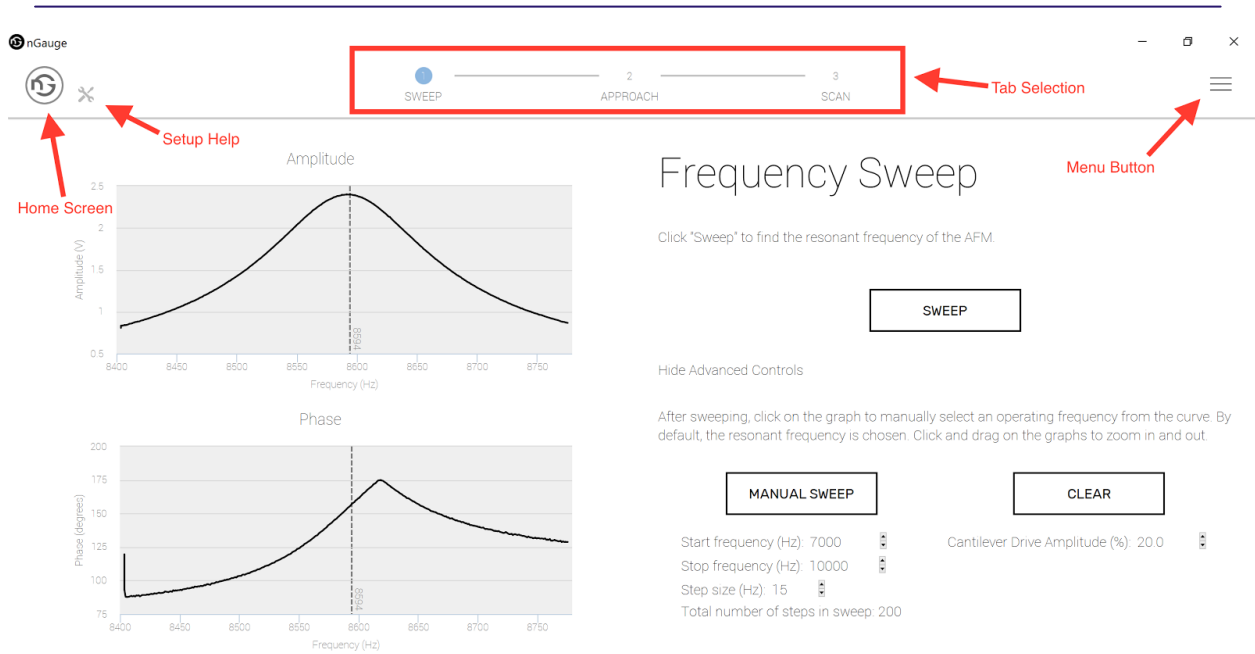 nGauge
1
2
3
SWEEP
APPROACH
SCAN
Tab Selection
Setup Help
Menu Button
Home Screen
Amplitude
2.5
2
1.5
1
0.5
Amplitude (V)
8594
8400 8450 8500 8550 8600 8650 8700 8750
Frequency (Hz)
Phase
200
175
150
125
100
75
Phase (degrees)
8594
8400 8450 8500 8550 8600 8650 8700 8750
Frequency (Hz)
Frequency Sweep
Click "Sweep" to find the resonant frequency of the AFM.
SWEEP
Hide Advanced Controls
After sweeping, click on the graph to manually select an operating frequency from the curve. By
default, the resonant frequency is chosen. Click and drag on the graphs to zoom in and out.
MANUAL SWEEP
CLEAR
Start frequency (Hz): 7000
Cantilever Drive Amplitude (%): 20.0
Stop frequency (Hz): 10000
Step size (Hz): 15
Total number of steps in sweep: 200